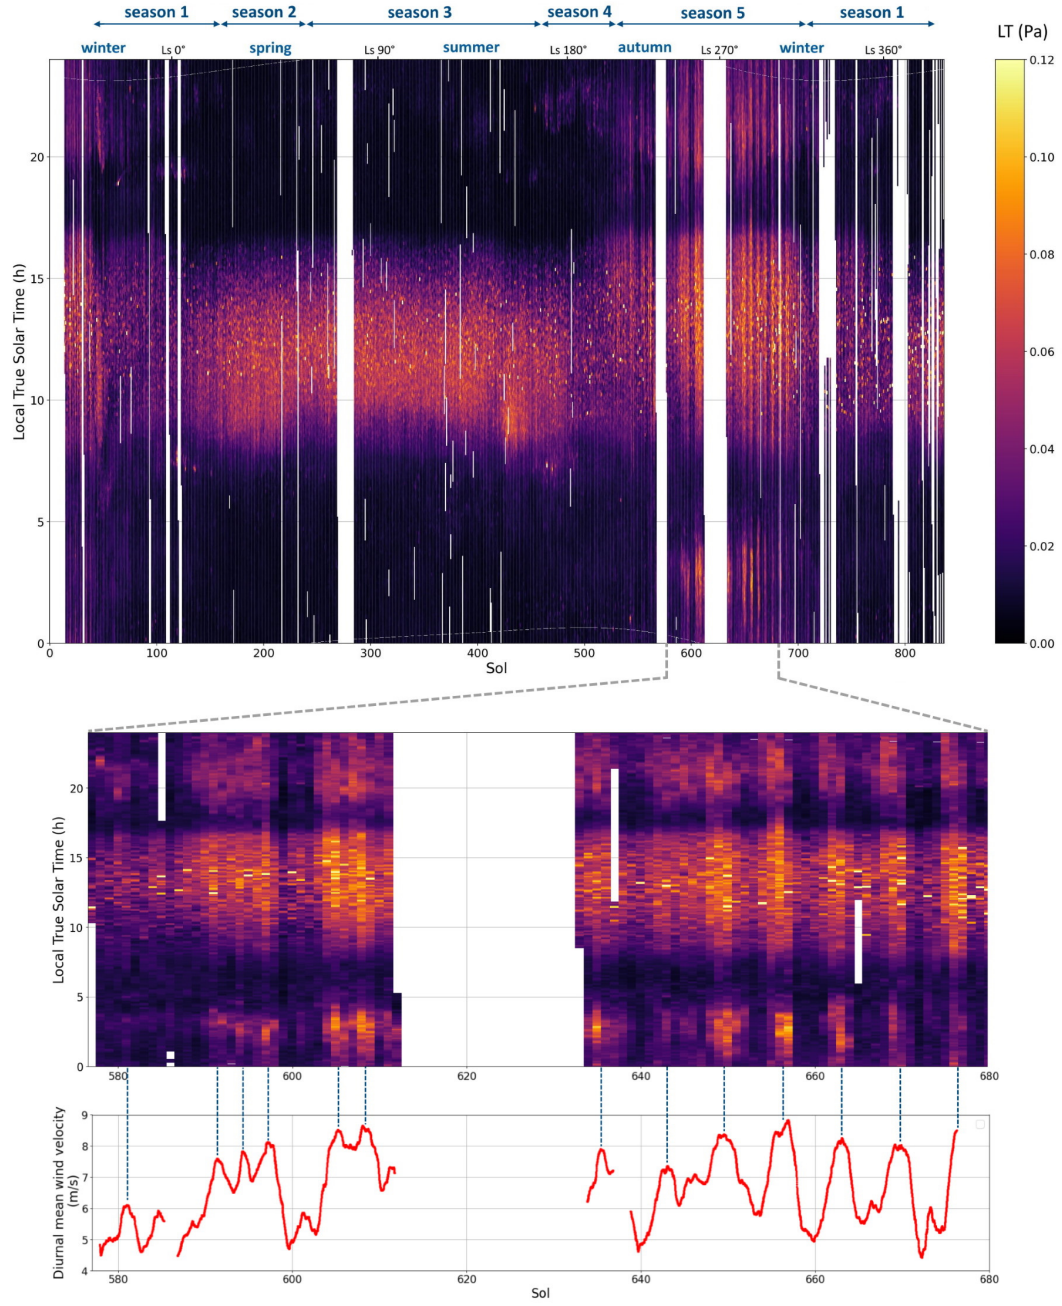 season 1 season 2 season 3 season 4 season 5 season 1
winter Ls 0° spring Ls 90° summer Ls 180° autumn Ls 270° winter Ls 360°
LT (Pa)
Local True Solar Time (h)
20
15
10
5
0
0 100 200 300 400 500 600 700 800
Sol
0.12
0.10
0.08
0.06
0.04
0.02
0.00
Local True Solar Time (h)
20
15
10
5
0
580 600 620 640 660 680
Diurnal mean wind velocity
(m/s)
9
8
7
6
5
4
580 600 620 640 660 680
Sol